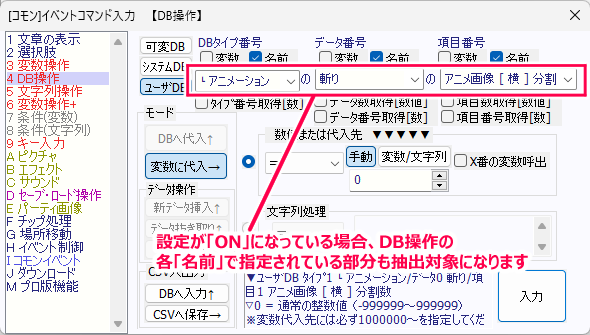 [コモン]イベントコマンド入力　【DB操作】
1 文章の表示
2 選択肢
3 変数操作
4 DB操作
5 文字列操作
6 変数操作+
7 条件(変数)
8 条件(文字列)
9 キー入力
A ピクチャ
B エフェクト
C サウンド
D セーブ・ロード操作
E パーティ画像
F チップ処理
G 場所移動
H イベント制御
I コモンイベント
J ダウンロード
M プロ版機能
可変DB
システムDB
ユーザDB
モード
DBへ代入↑
変数に代入→
データ操作
新データ挿入↑
データ抜き取り↑
DBへ入力↑
CSVへ保存→
DBタイプ番号
変数 名前
データ番号
変数 名前
項目番号
変数 名前
┗アニメーション の 斬り の アニメ画像 [ 横 ] 分割
タイプ番号取得[数]
データ数取得[数値]
データ番号取得[数]
項目数取得[数値]
項目番号取得[数]
数値または代入先 ▼▼▼▼▼
= 手動 変数/文字列 X番の変数呼出
0
文字列処理
設定が「ON」になっている場合、DB操作の
各「名前」で指定されている部分も抽出対象になります
▼ユーザDB タイプ1 ┗アニメーション/データ0 斬り/項
目1 アニメ画像 [ 横 ] 分割数
▽0 = 通常の整数値 (-999999～999999)
※変数代入先には必ず1000000～を指定してくだ
入力